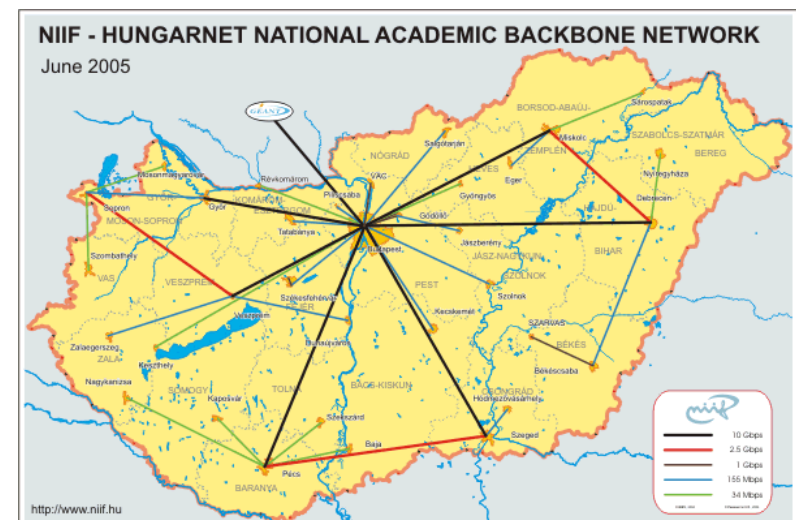 NIIF - HUNGARNET NATIONAL ACADEMIC BACKBONE NETWORK
June 2005
GÉANT
BORSOD-ABAÚJ-
Sárospatak
Salgótarján
Miskolc
SZABOLCS-SZATMÁR
NÓGRÁD
ZEMPLÉN
BEREG
Mosonmagyaróvár
HEVES
Eger
Nyíregyháza
Révkomárom
VÁC
GYŐR-
Piliscsaba
Gyöngyös
Debrecen
Sopron
Győr
KOMÁROM-
ESZTERGOM
Gödöllő
HAJDÚ-
MOSON-SOPRON
Tatabánya
Jászberény
Budapest
BIHAR
JÁSZ-NAGYKUN
Szombathely
SZOLNOK
VAS
VESZPRÉM
PEST
Székesfehérvár
Szolnok
FEJÉR
Veszprém
Kecskemét
SZARVAS
Zalaegerszeg
Dunaújváros
BÉKÉS
ZALA
Keszthely
Békéscsaba
Nagykanizsa
SOMOGY
TOLNA
BÁCS-KISKUN
Kaposvár
CSONGRÁD
Hódmezővásárhely
Szekszárd
Szeged
Baja
Pécs
BARANYA
niif
10 Gbps
2.5 Gbps
1 Gbps
155 Mbps
34 Mbps
http://www.niif.hu